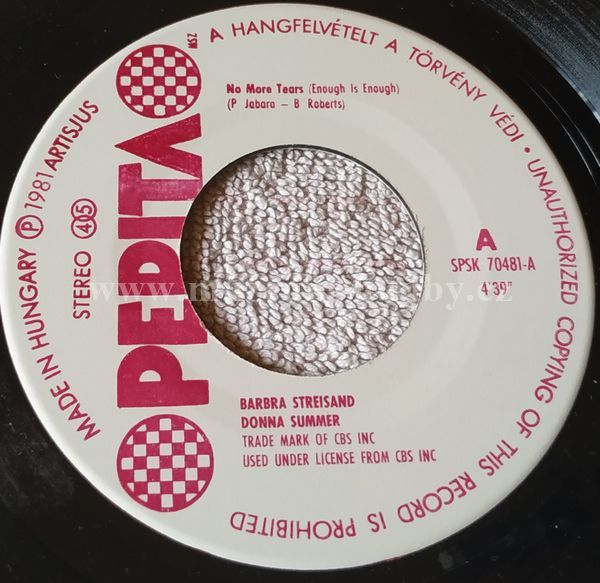 MADE IN HUNGARY Ⓟ 1981 ARTISJUS
MSZ
A HANGFELVÉTELT A TÖRVÉNY VÉDI • UNAUTHORIZED COPYING OF THIS RECORD IS PROHIBITED
STEREO 45
PEPITA
No More Tears (Enough Is Enough)
(P Jabara – B Roberts)
A
SPSK 70481-A
4'39"
BARBRA STREISAND
DONNA SUMMER
TRADE MARK OF CBS INC
USED UNDER LICENSE FROM CBS INC